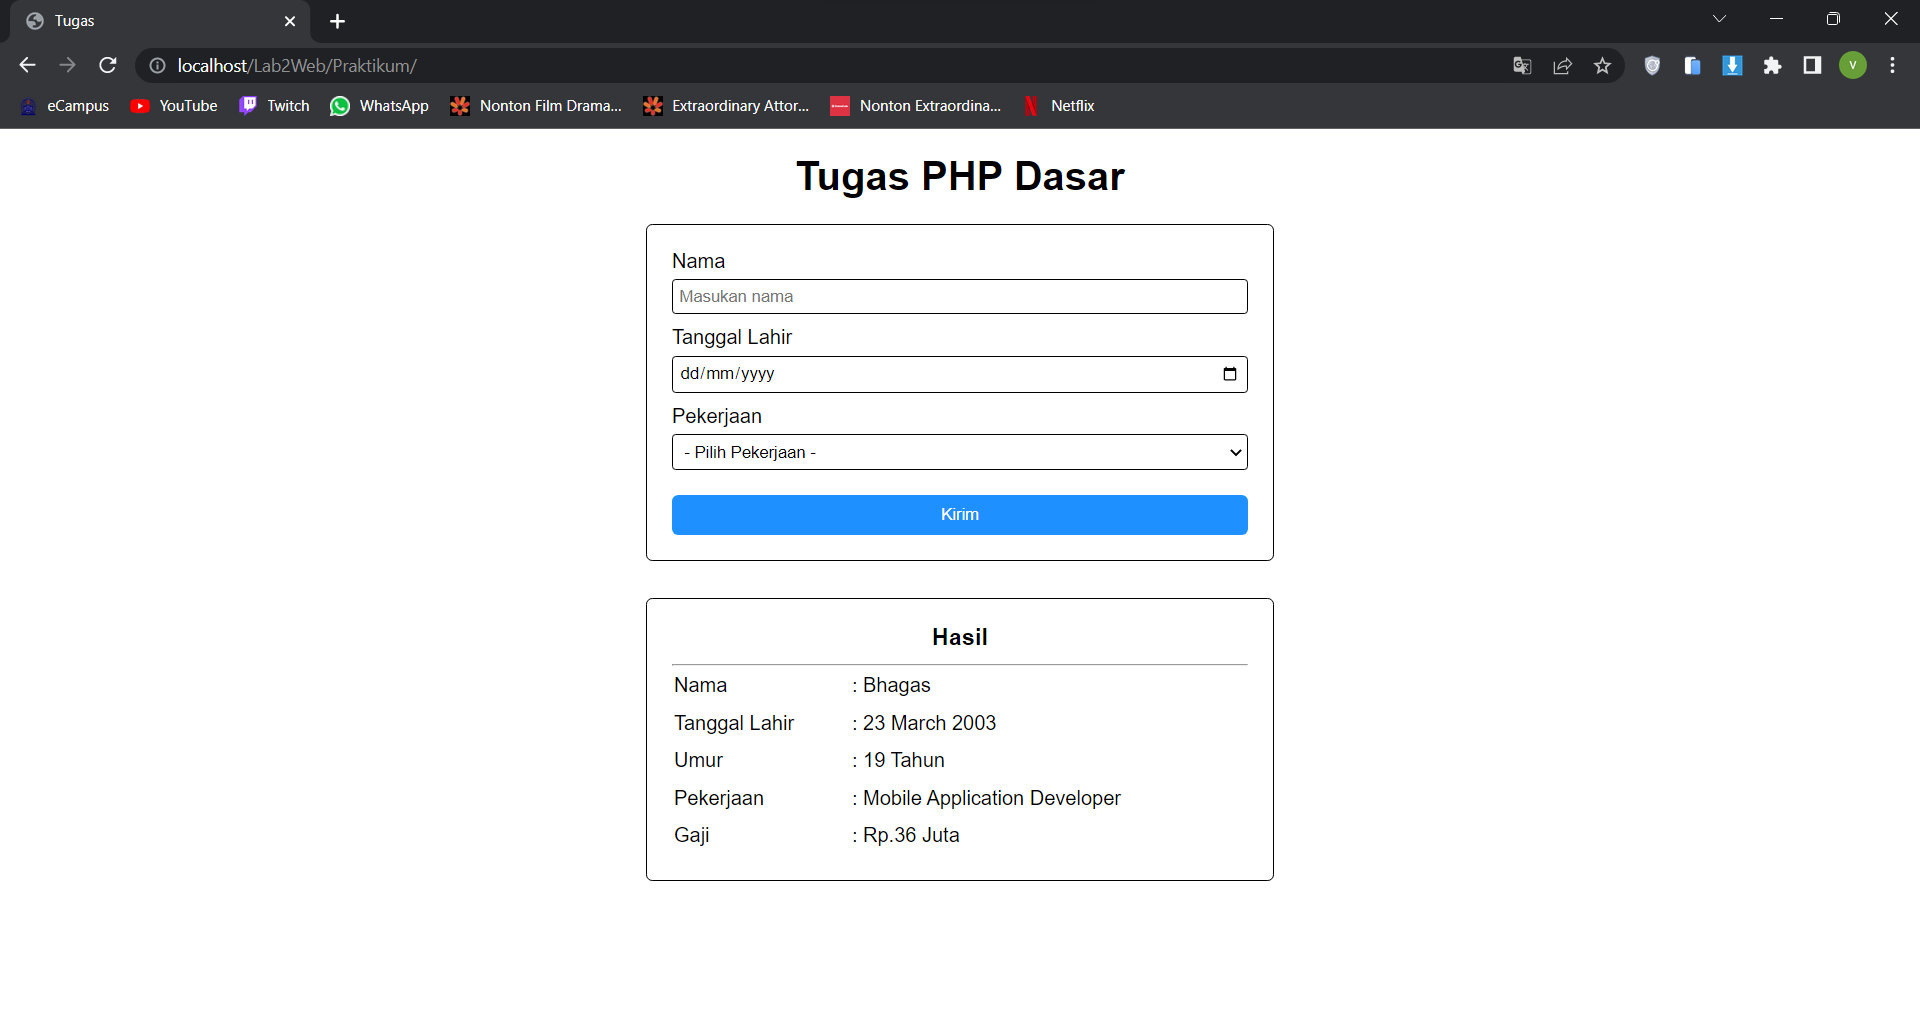 Tugas
localhost/Lab2Web/Praktikum/
V
eCampus YouTube Twitch WhatsApp Nonton Film Drama... Extraordinary Attor... Nonton Extraordina... Netflix
Tugas PHP Dasar
Nama
Masukan nama
Tanggal Lahir
dd/mm/yyyy
Pekerjaan
- Pilih Pekerjaan -
Kirim
Hasil
Nama : Bhagas
Tanggal Lahir : 23 March 2003
Umur : 19 Tahun
Pekerjaan : Mobile Application Developer
Gaji : Rp.36 Juta